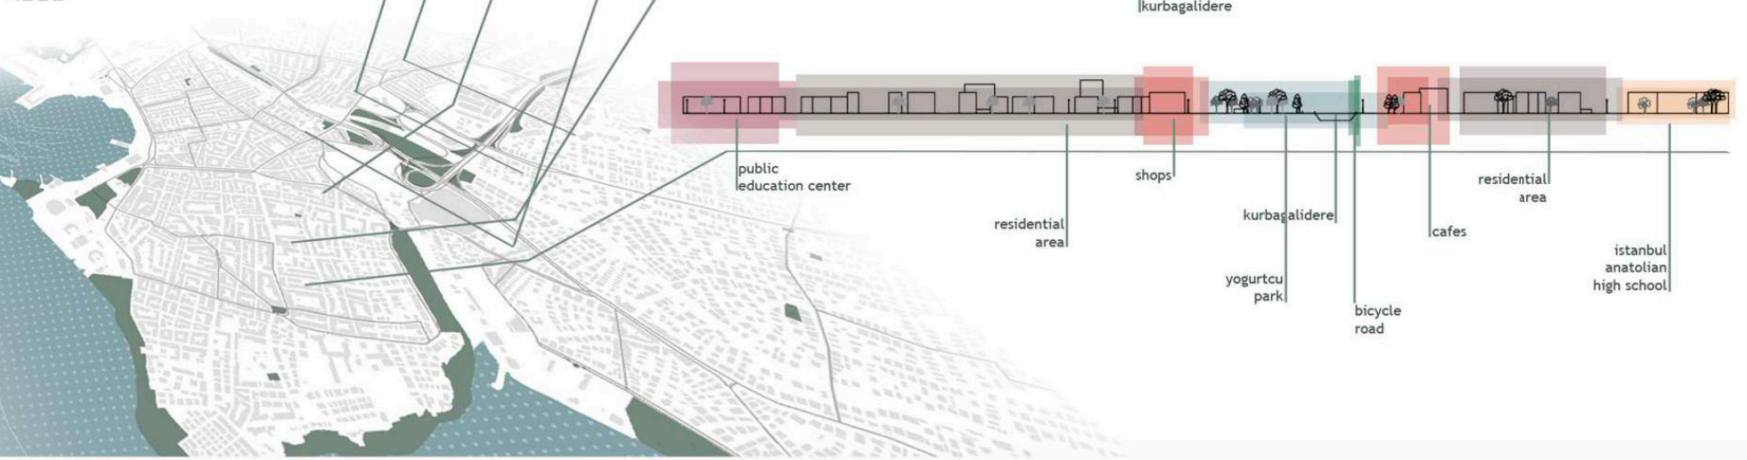 kurbagalidere
public
education center
residential
area
shops
kurbagalidere
yogurtcu
park
bicycle
road
cafes
residential
area
istanbul
anatolian
high school